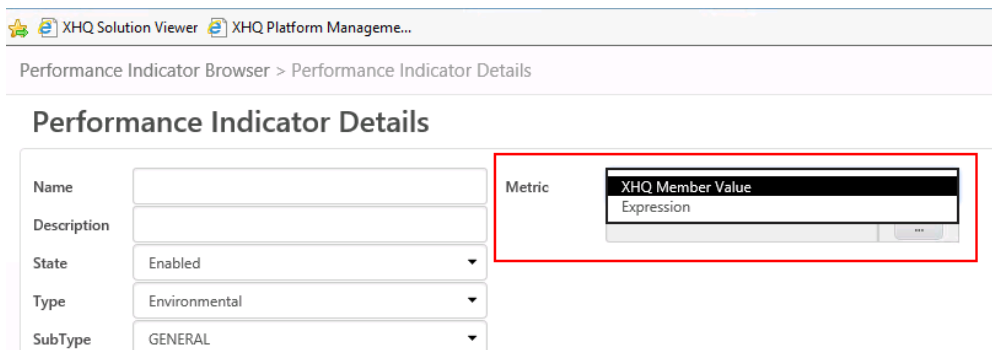 XHQ Solution Viewer XHQ Platform Manageme...
Performance Indicator Browser > Performance Indicator Details
Performance Indicator Details
Name
Metric
XHQ Member Value
Expression
...
Description
State Enabled
Type Environmental
SubType GENERAL